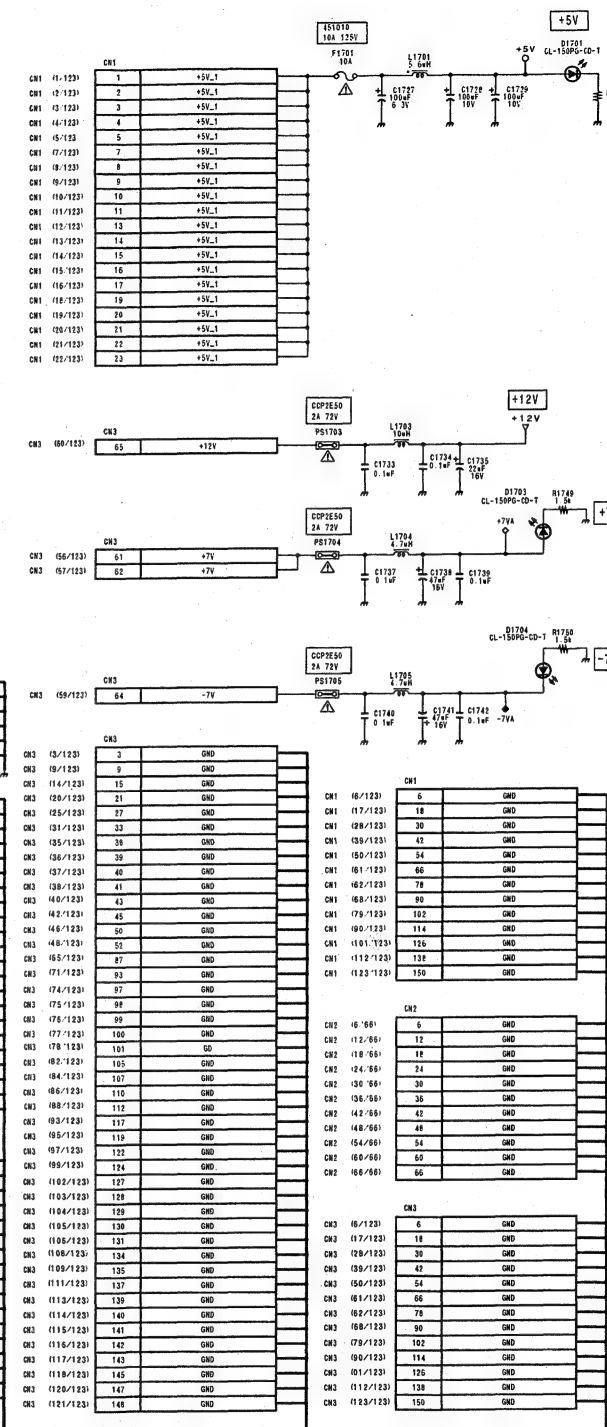 451010
10A 125V
+5V
F1701
10A
L1701
5.6uH
+5V
D1701
CL-150PG-CD-T
C1727
100uF
6.3V
C1728
100uF
10V
C1729
100uF
10V
CN1
CN1 (1/123) 1 +5V_1
CN1 (2/123) 2 +5V_1
CN1 (3/123) 3 +5V_1
CN1 (4/123) 4 +5V_1
CN1 (5/123 5 +5V_1
CN1 (7/123) 7 +5V_1
CN1 (8/123) 8 +5V_1
CN1 (9/123) 9 +5V_1
CN1 (10/123) 10 +5V_1
CN1 (11/123) 11 +5V_1
CN1 (12/123) 13 +5V_1
CN1 (13/123) 14 +5V_1
CN1 (14/123) 15 +5V_1
CN1 (15/123) 16 +5V_1
CN1 (16/123) 17 +5V_1
CN1 (18/123) 19 +5V_1
CN1 (19/123) 20 +5V_1
CN1 (20/123) 21 +5V_1
CN1 (21/123) 22 +5V_1
CN1 (22/123) 23 +5V_1
CCP2E50
2A 72V
PS1703
L1703
10uH
+12V
+12V
CN3
CN3 (60/123) 65 +12V
C1733
0.1uF
C1734
0.1uF
C1735
22uF
16V
CCP2E50
2A 72V
PS1704
L1704
4.7uH
+7VA
D1703
CL-150PG-CD-T
R1749
1.5k
CN3
CN3 (56/123) 61 +7V
CN3 (57/123) 62 +7V
C1737
0.1uF
C1738
47uF
16V
C1739
0.1uF
CCP2E50
2A 72V
PS1705
L1705
4.7uH
D1704
CL-150PG-CD-T
R1750
1.5k
CN3
CN3 (59/123) 64 -7V
C1740
0.1uF
C1741
47uF
16V
C1742
0.1uF
-7VA
CN3
CN3 (3/123) 3 GND
CN3 (9/123) 9 GND
CN3 (14/123) 15 GND
CN3 (20/123) 21 GND
CN3 (25/123) 27 GND
CN3 (31/123) 33 GND
CN3 (35/123) 38 GND
CN3 (36/123) 39 GND
CN3 (37/123) 40 GND
CN3 (38/123) 41 GND
CN3 (40/123) 43 GND
CN3 (42/123) 45 GND
CN3 (46/123) 50 GND
CN3 (48/123) 52 GND
CN3 (65/123) 87 GND
CN3 (71/123) 93 GND
CN3 (74/123) 97 GND
CN3 (75/123) 98 GND
CN3 (76/123) 99 GND
CN3 (77/123) 100 GND
CN3 (78/123) 101 GD
CN3 (82/123) 105 GND
CN3 (84/123) 107 GND
CN3 (86/123) 110 GND
CN3 (88/123) 112 GND
CN3 (93/123) 117 GND
CN3 (95/123) 119 GND
CN3 (97/123) 122 GND
CN3 (99/123) 124 GND
CN3 (102/123) 127 GND
CN3 (103/123) 128 GND
CN3 (104/123) 129 GND
CN3 (105/123) 130 GND
CN3 (106/123) 131 GND
CN3 (108/123) 134 GND
CN3 (109/123) 135 GND
CN3 (111/123) 137 GND
CN3 (113/123) 139 GND
CN3 (114/123) 140 GND
CN3 (115/123) 141 GND
CN3 (116/123) 142 GND
CN3 (117/123) 143 GND
CN3 (118/123) 145 GND
CN3 (120/123) 147 GND
CN3 (121/123) 148 GND
CN1
CN1 (6/123) 6 GND
CN1 (17/123) 18 GND
CN1 (28/123) 30 GND
CN1 (39/123) 42 GND
CN1 (50/123) 54 GND
CN1 (61/123) 66 GND
CN1 (62/123) 78 GND
CN1 (68/123) 90 GND
CN1 (79/123) 102 GND
CN1 (90/123) 114 GND
CN1 (101/123) 126 GND
CN1 (112/123) 138 GND
CN1 (123/123) 150 GND
CN2
CN2 (6/66) 6 GND
CN2 (12/66) 12 GND
CN2 (18/66) 18 GND
CN2 (24/66) 24 GND
CN2 (30/66) 30 GND
CN2 (36/66) 36 GND
CN2 (42/66) 42 GND
CN2 (48/66) 48 GND
CN2 (54/66) 54 GND
CN2 (60/66) 60 GND
CN2 (66/66) 66 GND
CN3
CN3 (6/123) 6 GND
CN3 (17/123) 18 GND
CN3 (28/123) 30 GND
CN3 (39/123) 42 GND
CN3 (50/123) 54 GND
CN3 (61/123) 66 GND
CN3 (62/123) 78 GND
CN3 (68/123) 90 GND
CN3 (79/123) 102 GND
CN3 (90/123) 114 GND
CN3 (01/123) 126 GND
CN3 (112/123) 138 GND
CN3 (123/123) 150 GND